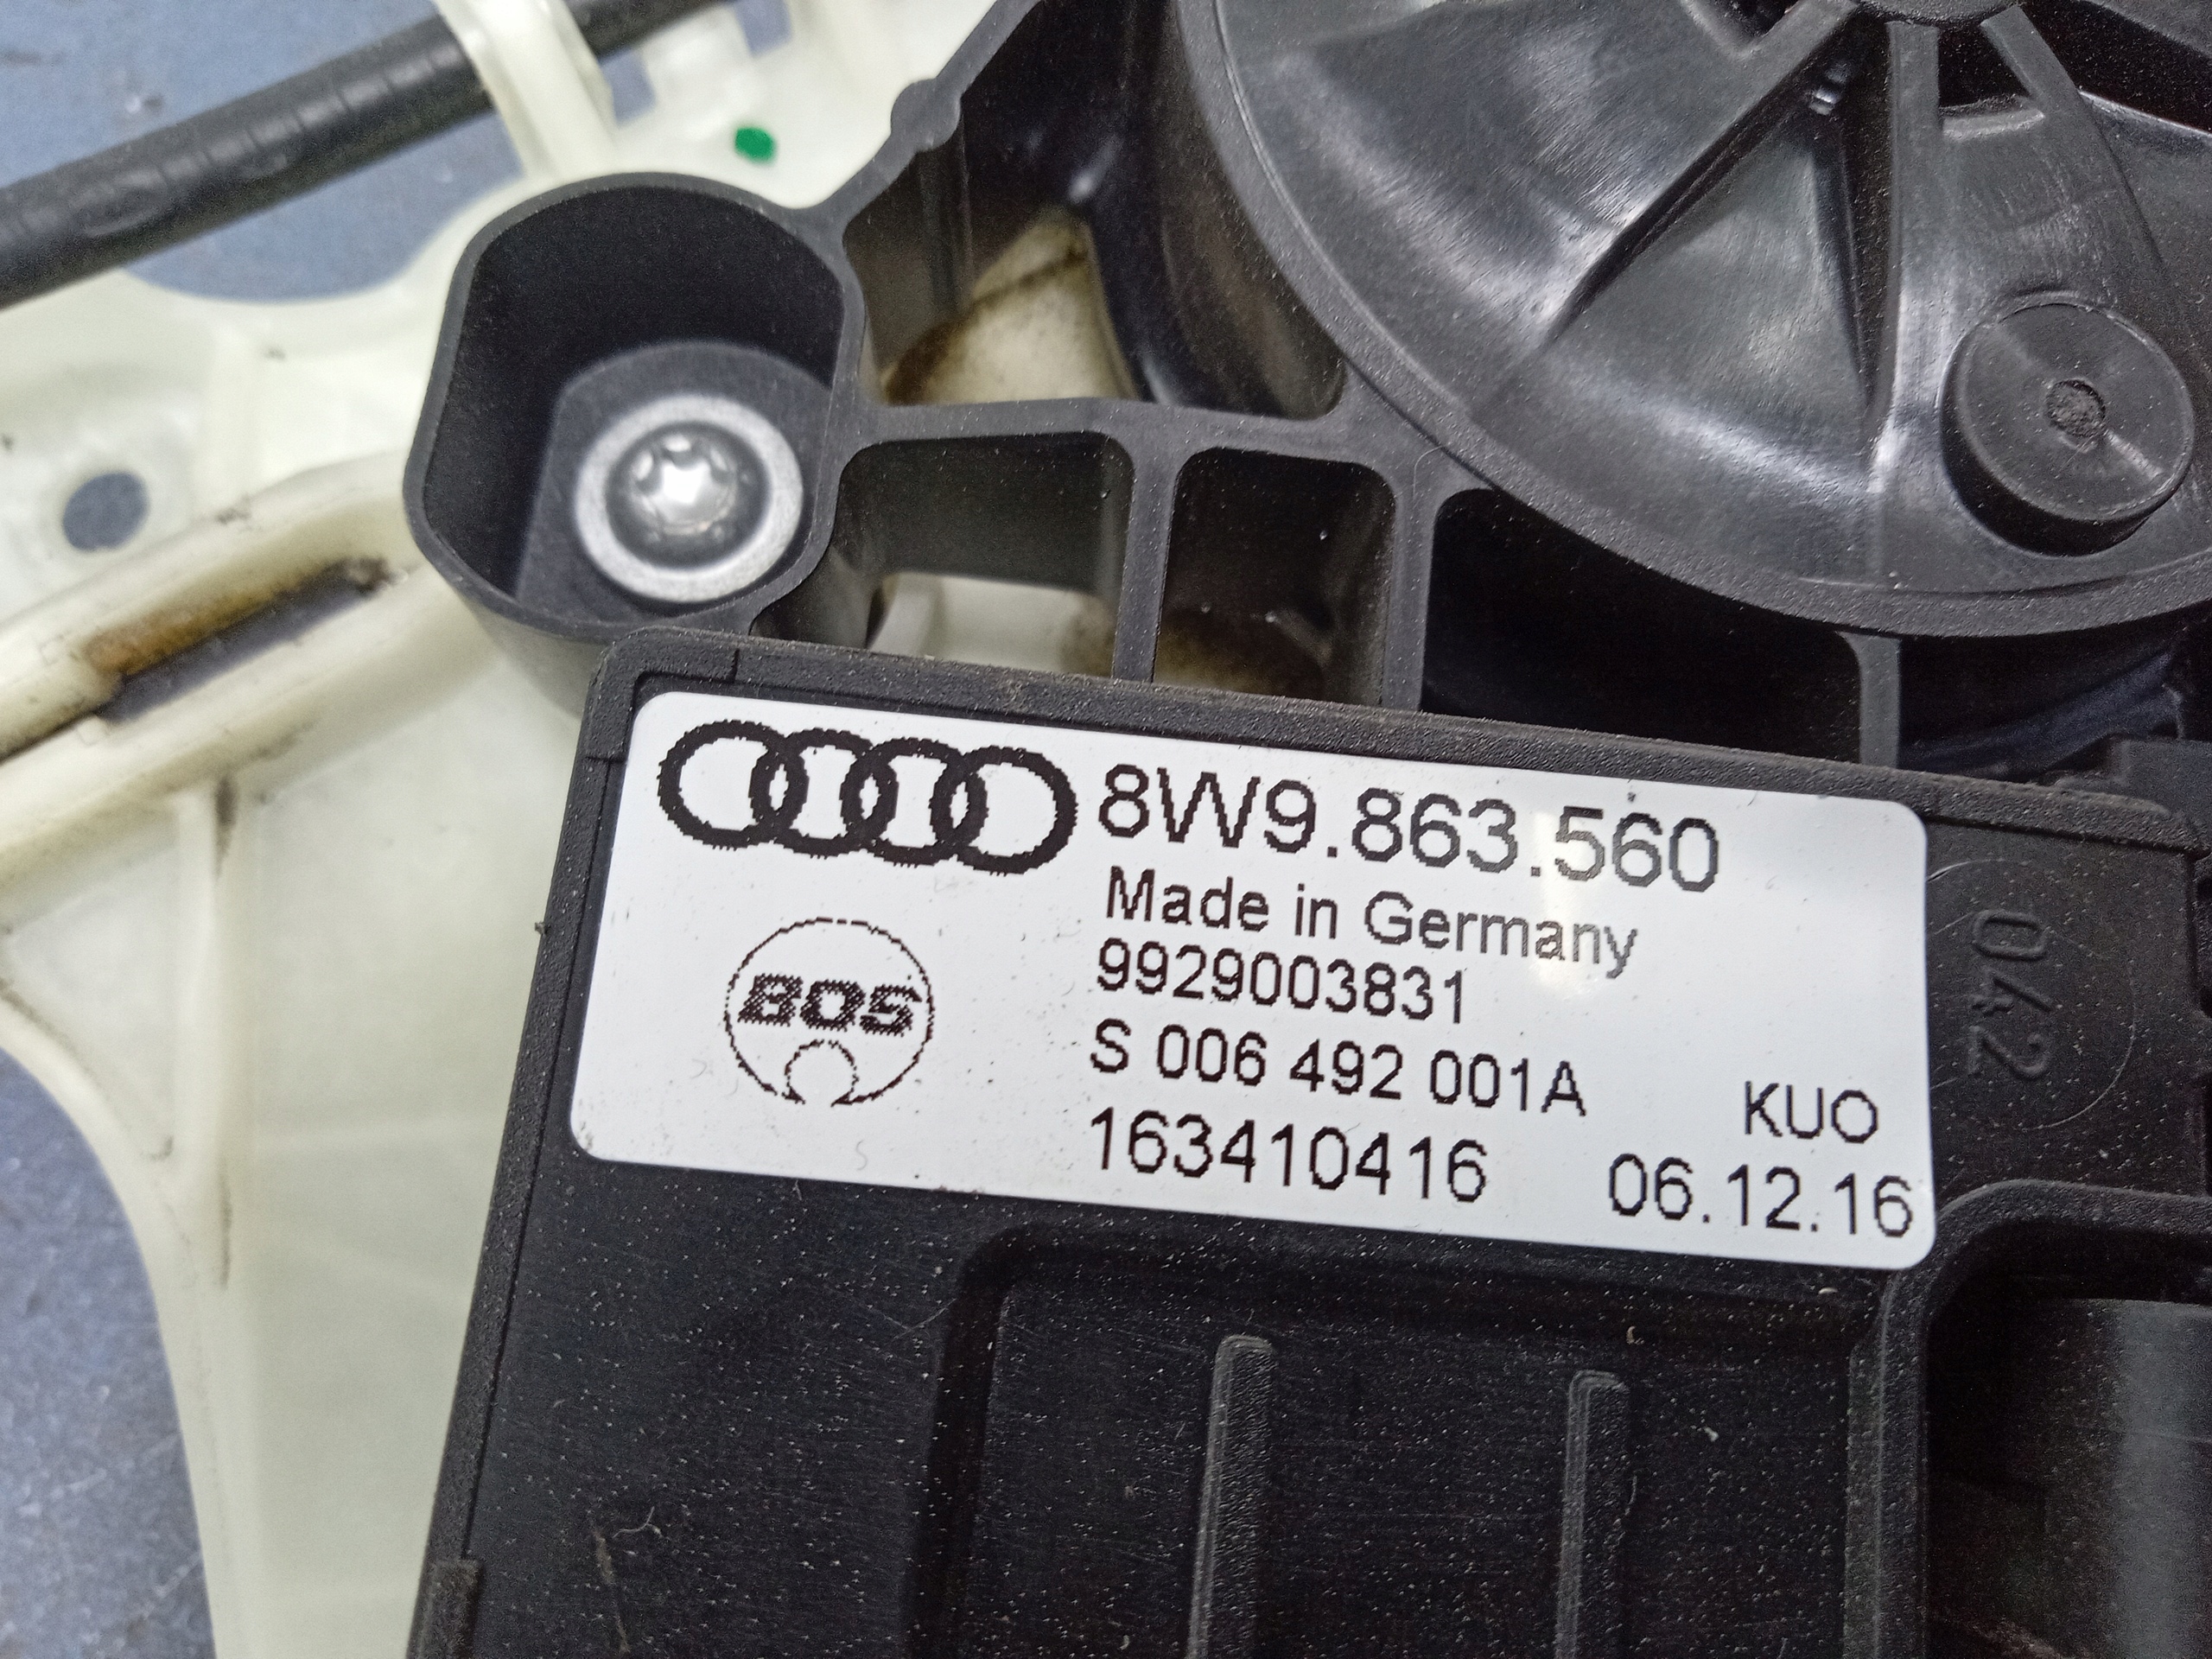 8W9.863.560
Made in Germany
9929003831
BOS
S 006 492 001A
KUO
163410416
06.12.16
042